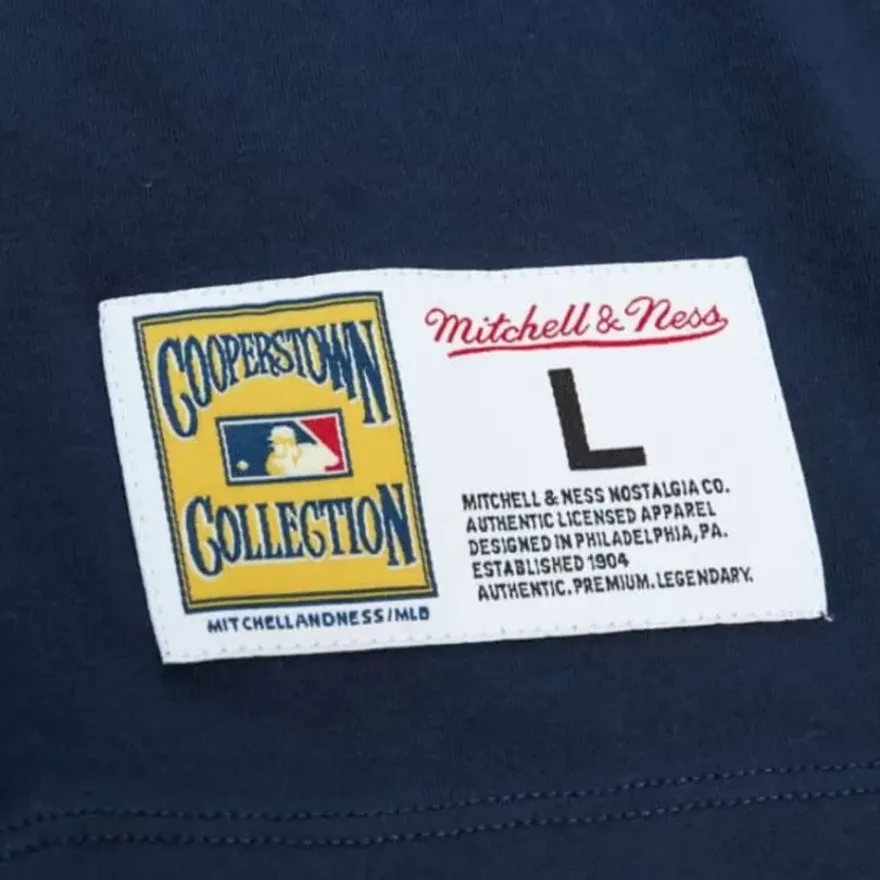 COOPERSTOWN
COLLECTION
MITCHELLANDNESS/MLB
Mitchell & Ness
L
MITCHELL & NESS NOSTALGIA CO.
AUTHENTIC LICENSED APPAREL
DESIGNED IN PHILADELPHIA, PA.
ESTABLISHED 1904
AUTHENTIC. PREMIUM. LEGENDARY.